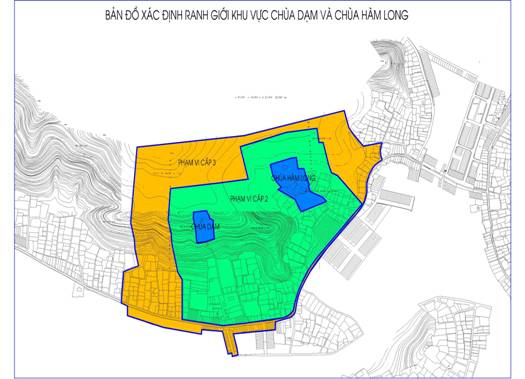 BẢN ĐỒ XÁC ĐỊNH RANH GIỚI KHU VỰC CHÙA DẠM VÀ CHÙA HÀM LONG
PHẠM VI CẤP 3
CHÙA HÀM LONG
PHẠM VI CẤP 2
CHÙA DẠM